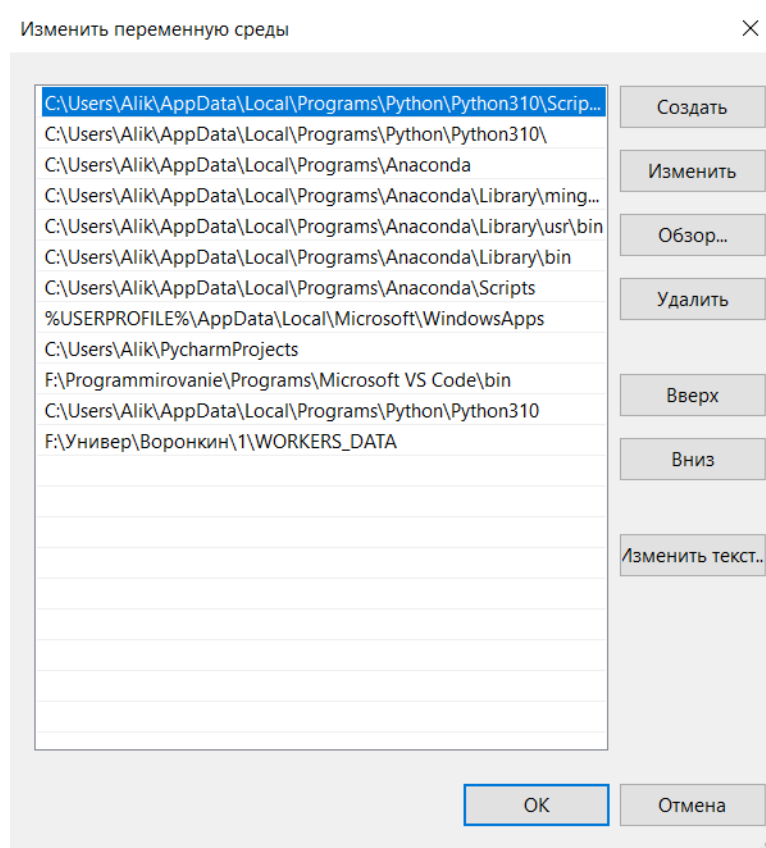 Изменить переменную среды
C:\Users\Alik\AppData\Local\Programs\Python\Python310\Scrip...
C:\Users\Alik\AppData\Local\Programs\Python\Python310\
C:\Users\Alik\AppData\Local\Programs\Anaconda
C:\Users\Alik\AppData\Local\Programs\Anaconda\Library\ming...
C:\Users\Alik\AppData\Local\Programs\Anaconda\Library\usr\bin
C:\Users\Alik\AppData\Local\Programs\Anaconda\Library\bin
C:\Users\Alik\AppData\Local\Programs\Anaconda\Scripts
%USERPROFILE%\AppData\Local\Microsoft\WindowsApps
C:\Users\Alik\PycharmProjects
F:\Programmirovanie\Programs\Microsoft VS Code\bin
C:\Users\Alik\AppData\Local\Programs\Python\Python310
F:\Универ\Воронкин\1\WORKERS_DATA
Создать
Изменить
Обзор...
Удалить
Вверх
Вниз
Изменить текст..
ОК
Отмена